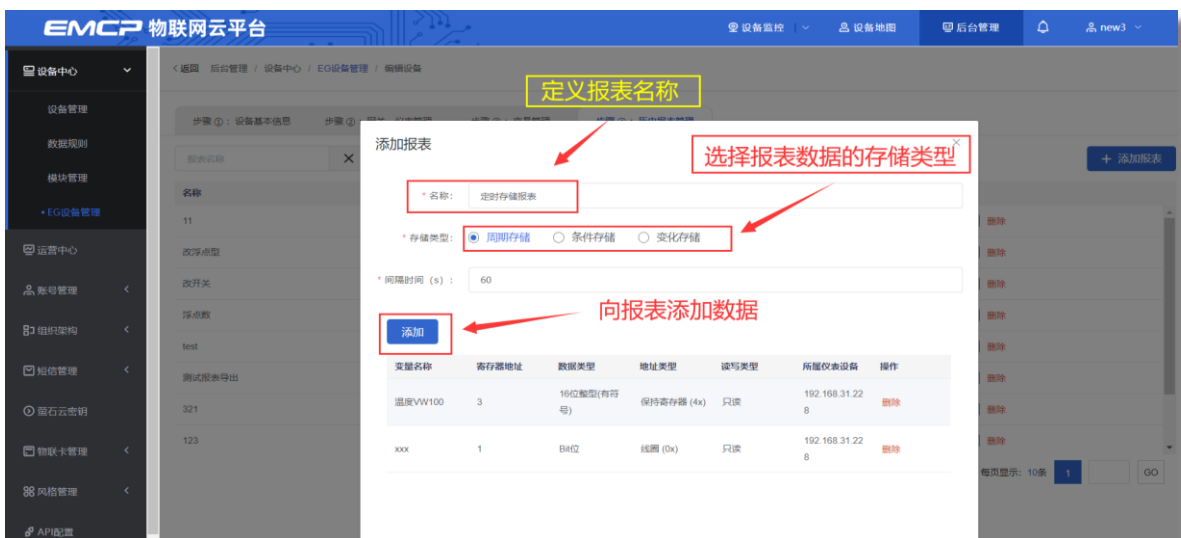 EMCP 物联网云平台
设备监控
设备地图
后台管理
new3
设备中心
<返回 后台管理 / 设备中心 / EG设备管理 / 编辑设备
定义报表名称
设备管理
数据规则
模块管理
• EG设备管理
运营中心
账号管理
组织架构
短信管理
萤石云密钥
物联卡管理
风格管理
API配置
步骤①：设备基本信息
步骤②
报表名称
+ 添加报表
名称
11
改浮点型
改开关
浮点数
test
测试报表导出
321
123
添加报表
选择报表数据的存储类型
* 名称： 定时存储报表
* 存储类型： 周期存储 条件存储 变化存储
* 间隔时间（s）： 60
向报表添加数据
添加
变量名称 寄存器地址 数据类型 地址类型 读写类型 所属仪表设备 操作
温度VW100 3 16位整型(有符号) 保持寄存器 (4x) 只读 192.168.31.228 删除
xxx 1 Bit位 线圈 (0x) 只读 192.168.31.228 删除
删除
删除
删除
删除
删除
删除
删除
删除
每页显示：10条 1 GO